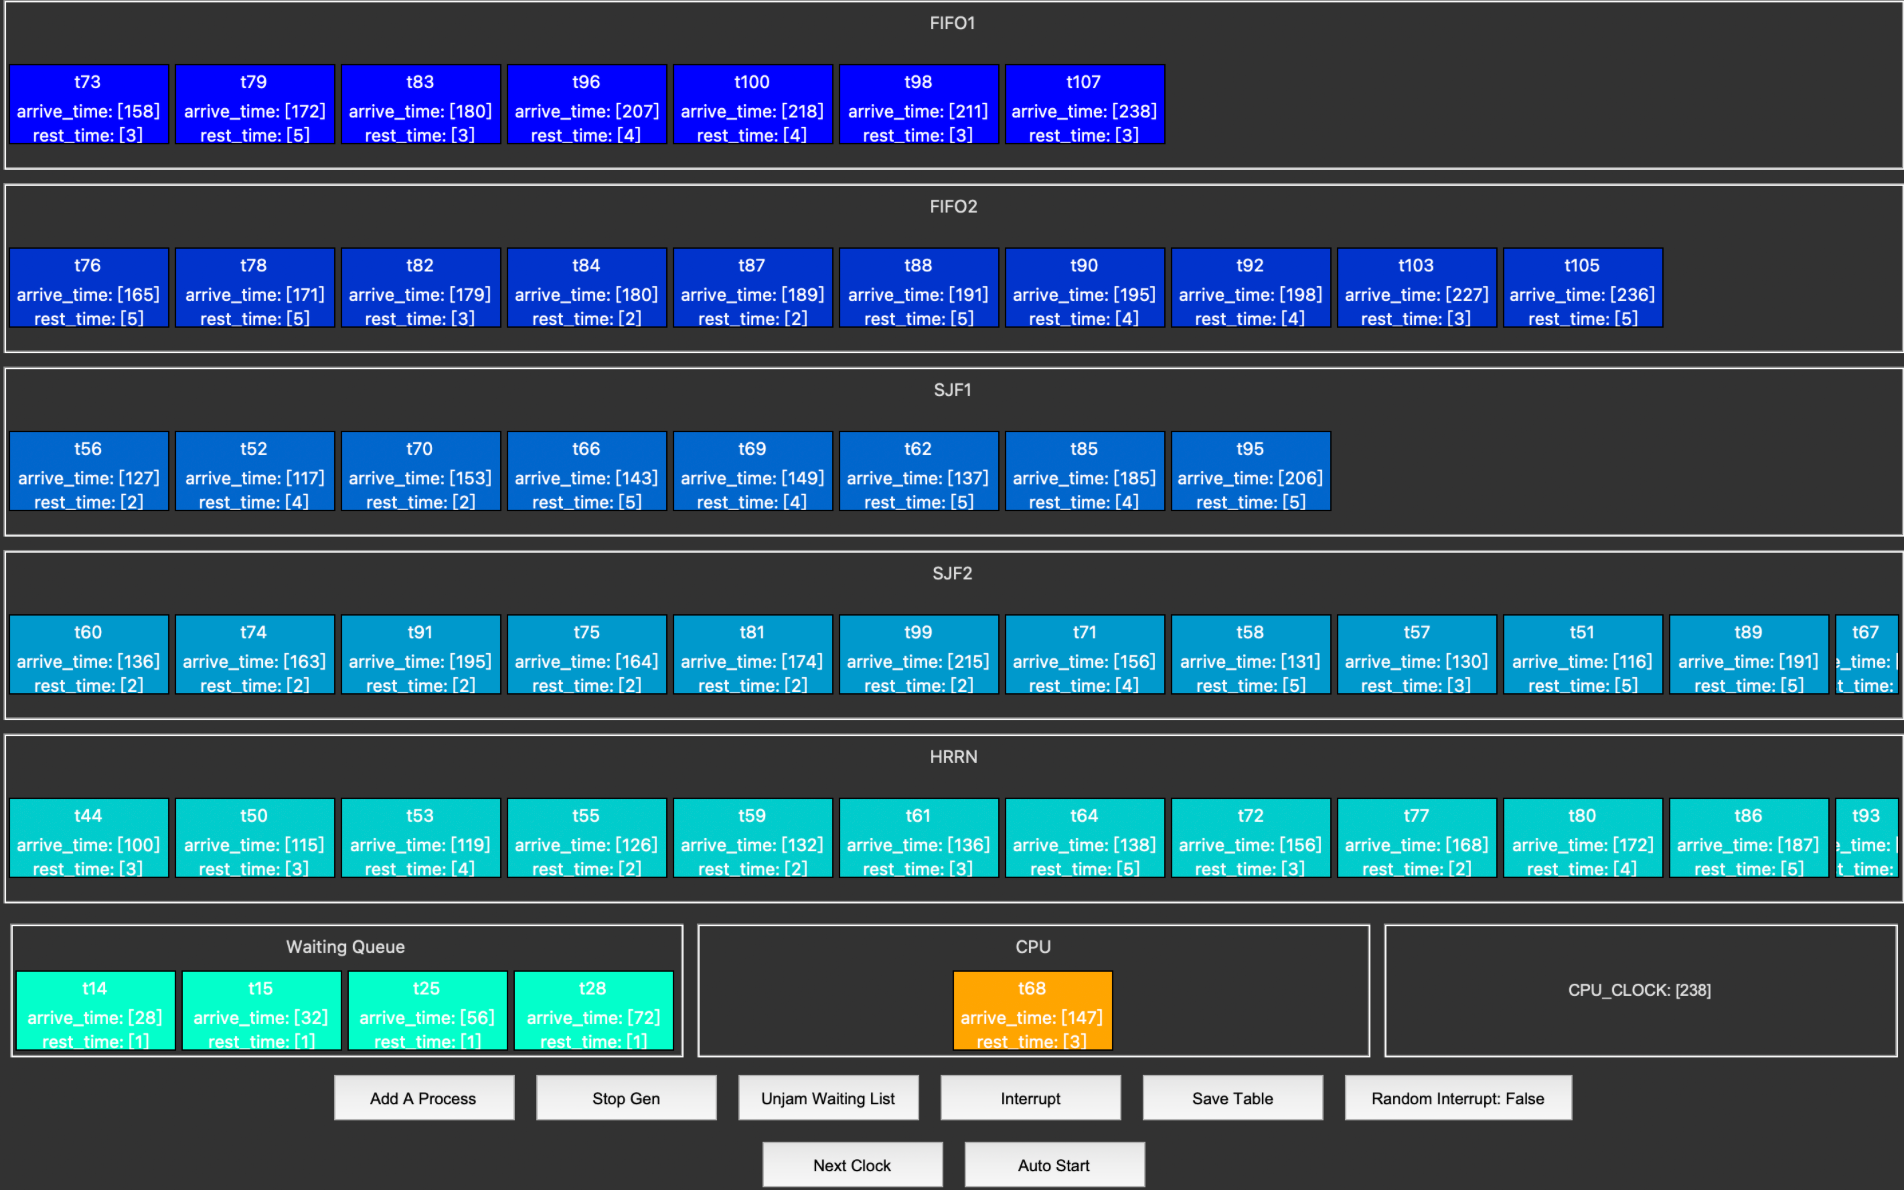 FIFO1
t73 t79 t83 t96 t100 t98 t107
arrive_time: [158] arrive_time: [172] arrive_time: [180] arrive_time: [207] arrive_time: [218] arrive_time: [211] arrive_time: [238]
rest_time: [3] rest_time: [5] rest_time: [3] rest_time: [4] rest_time: [4] rest_time: [3] rest_time: [3]
FIFO2
t76 t78 t82 t84 t87 t88 t90 t92 t103 t105
arrive_time: [165] arrive_time: [171] arrive_time: [179] arrive_time: [180] arrive_time: [189] arrive_time: [191] arrive_time: [195] arrive_time: [198] arrive_time: [227] arrive_time: [236]
rest_time: [5] rest_time: [5] rest_time: [3] rest_time: [2] rest_time: [2] rest_time: [5] rest_time: [4] rest_time: [4] rest_time: [3] rest_time: [5]
SJF1
t56 t52 t70 t66 t69 t62 t85 t95
arrive_time: [127] arrive_time: [117] arrive_time: [153] arrive_time: [143] arrive_time: [149] arrive_time: [137] arrive_time: [185] arrive_time: [206]
rest_time: [2] rest_time: [4] rest_time: [2] rest_time: [5] rest_time: [4] rest_time: [5] rest_time: [4] rest_time: [5]
SJF2
t60 t74 t91 t75 t81 t99 t71 t58 t57 t51 t89 t67
arrive_time: [136] arrive_time: [163] arrive_time: [195] arrive_time: [164] arrive_time: [174] arrive_time: [215] arrive_time: [156] arrive_time: [131] arrive_time: [130] arrive_time: [116] arrive_time: [191] e_time:
rest_time: [2] rest_time: [2] rest_time: [2] rest_time: [2] rest_time: [2] rest_time: [2] rest_time: [4] rest_time: [5] rest_time: [3] rest_time: [5] rest_time: [5] t_time:
HRRN
t44 t50 t53 t55 t59 t61 t64 t72 t77 t80 t86 t93
arrive_time: [100] arrive_time: [115] arrive_time: [119] arrive_time: [126] arrive_time: [132] arrive_time: [136] arrive_time: [138] arrive_time: [156] arrive_time: [168] arrive_time: [172] arrive_time: [187] e_time:
rest_time: [3] rest_time: [3] rest_time: [4] rest_time: [2] rest_time: [2] rest_time: [3] rest_time: [5] rest_time: [3] rest_time: [2] rest_time: [4] rest_time: [5] t_time:
Waiting Queue
t14 t15 t25 t28
arrive_time: [28] arrive_time: [32] arrive_time: [56] arrive_time: [72]
rest_time: [1] rest_time: [1] rest_time: [1] rest_time: [1]
CPU
t68
arrive_time: [147]
rest_time: [3]
CPU_CLOCK: [238]
Add A Process Stop Gen Unjam Waiting List Interrupt Save Table Random Interrupt: False
Next Clock Auto Start